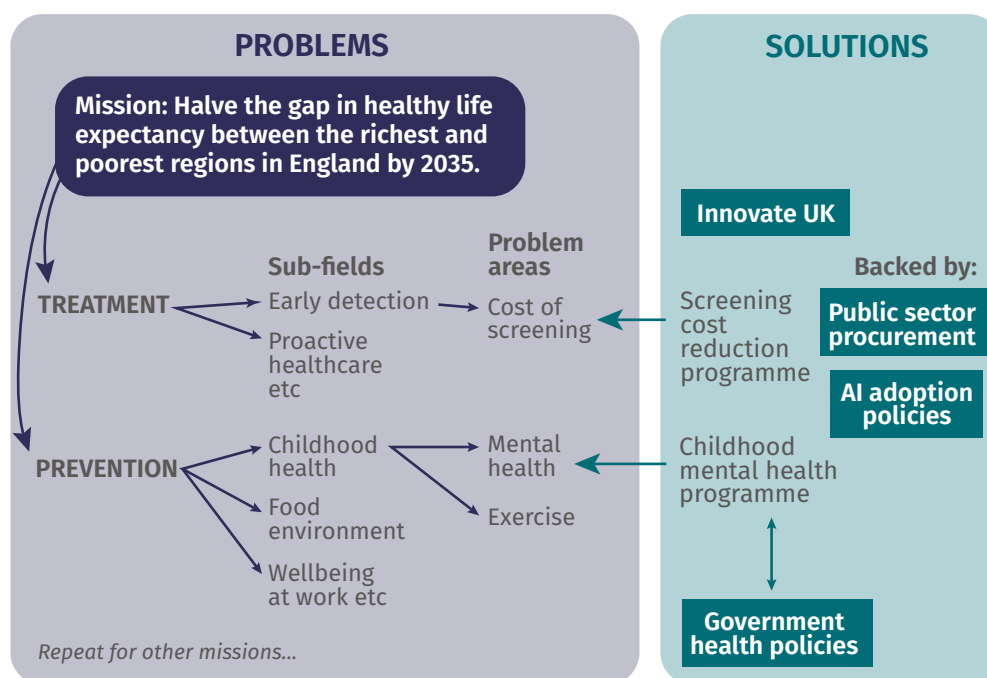 PROBLEMS
Mission: Halve the gap in healthy life
expectancy between the richest and
poorest regions in England by 2035.
Sub-fields
Problem
areas
TREATMENT
Early detection
Proactive
healthcare
etc
Cost of
screening
PREVENTION
Childhood
health
Food
environment
Wellbeing
at work etc
Mental
health
Exercise
Repeat for other missions...
SOLUTIONS
Innovate UK
Backed by:
Screening
cost
reduction
programme
Public sector
procurement
AI adoption
policies
Childhood
mental health
programme
Government
health policies